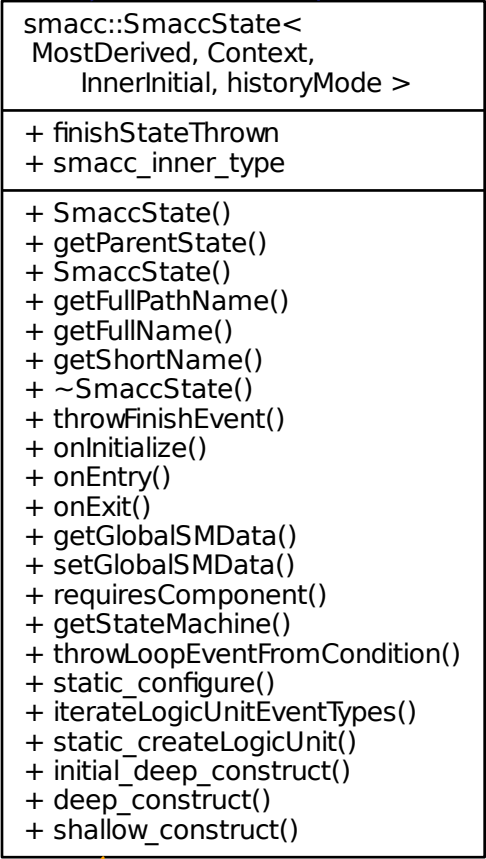 smacc::SmaccState<
MostDerived, Context,
InnerInitial, historyMode >
+ finishStateThrown
+ smacc_inner_type
+ SmaccState()
+ getParentState()
+ SmaccState()
+ getFullPathName()
+ getFullName()
+ getShortName()
+ ~SmaccState()
+ throwFinishEvent()
+ onInitialize()
+ onEntry()
+ onExit()
+ getGlobalSMData()
+ setGlobalSMData()
+ requiresComponent()
+ getStateMachine()
+ throwLoopEventFromCondition()
+ static_configure()
+ iterateLogicUnitEventTypes()
+ static_createLogicUnit()
+ initial_deep_construct()
+ deep_construct()
+ shallow_construct()